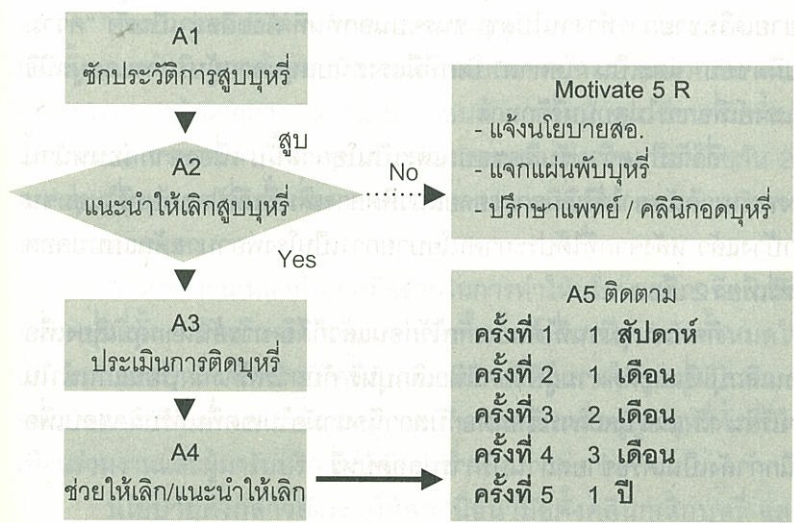 A1
ซักประวัติการสูบบุหรี่
สูบ
A2
แนะนำให้เลิกสูบบุหรี่
No
Yes
Motivate 5 R
- แจ้งนโยบายสอ.
- แจกแผ่นพับบุหรี่
- ปรึกษาแพทย์ / คลินิกอดบุหรี่
A3
ประเมินการติดบุหรี่
A4
ช่วยให้เลิก/แนะนำให้เลิก
A5 ติดตาม
ครั้งที่ 1 1 สัปดาห์
ครั้งที่ 2 1 เดือน
ครั้งที่ 3 2 เดือน
ครั้งที่ 4 3 เดือน
ครั้งที่ 5 1 ปี